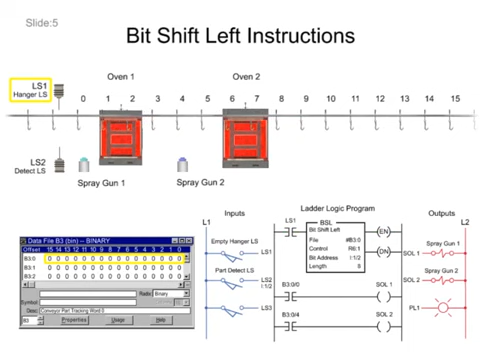 Slide:5
Bit Shift Left Instructions
Oven 1
Oven 2
LS1
Hanger LS
0 1 2 3 4 5 6 7 8 9 10 11 12 13 14 15
LS2
Detect LS
Spray Gun 1
Spray Gun 2
Inputs
Ladder Logic Program
Outputs
L1
L2
LS1
BSL
Bit Shift Left
File #B3:0
Control R6:1
Bit Address I:1/2
Length 8
EN
DN
Empty Hanger LS
LS1
Part Detect LS
LS2
I:1/2
LS3
B3:0/0
SOL 1
B3:0/4
SOL 2
Spray Gun 1
SOL 1
Spray Gun 2
SOL 2
PL1
Data File B3 (bin) -- BINARY
Offset 15 14 13 12 11 10 9 8 7 6 5 4 3 2 1 0
B3:0 0 0 0 0 0 0 0 0 0 0 0 0 0 0 0 0
B3:1 0 0 0 0 0 0 0 0 0 0 0 0 0 0 0 0
B3:2 0 0 0 0 0 0 0 0 0 0 0 0 0 0 0 0
Radix: Binary
Symbol:
Desc: Conveyor Part Tracking Word 0
B3
Properties
Usage
Help